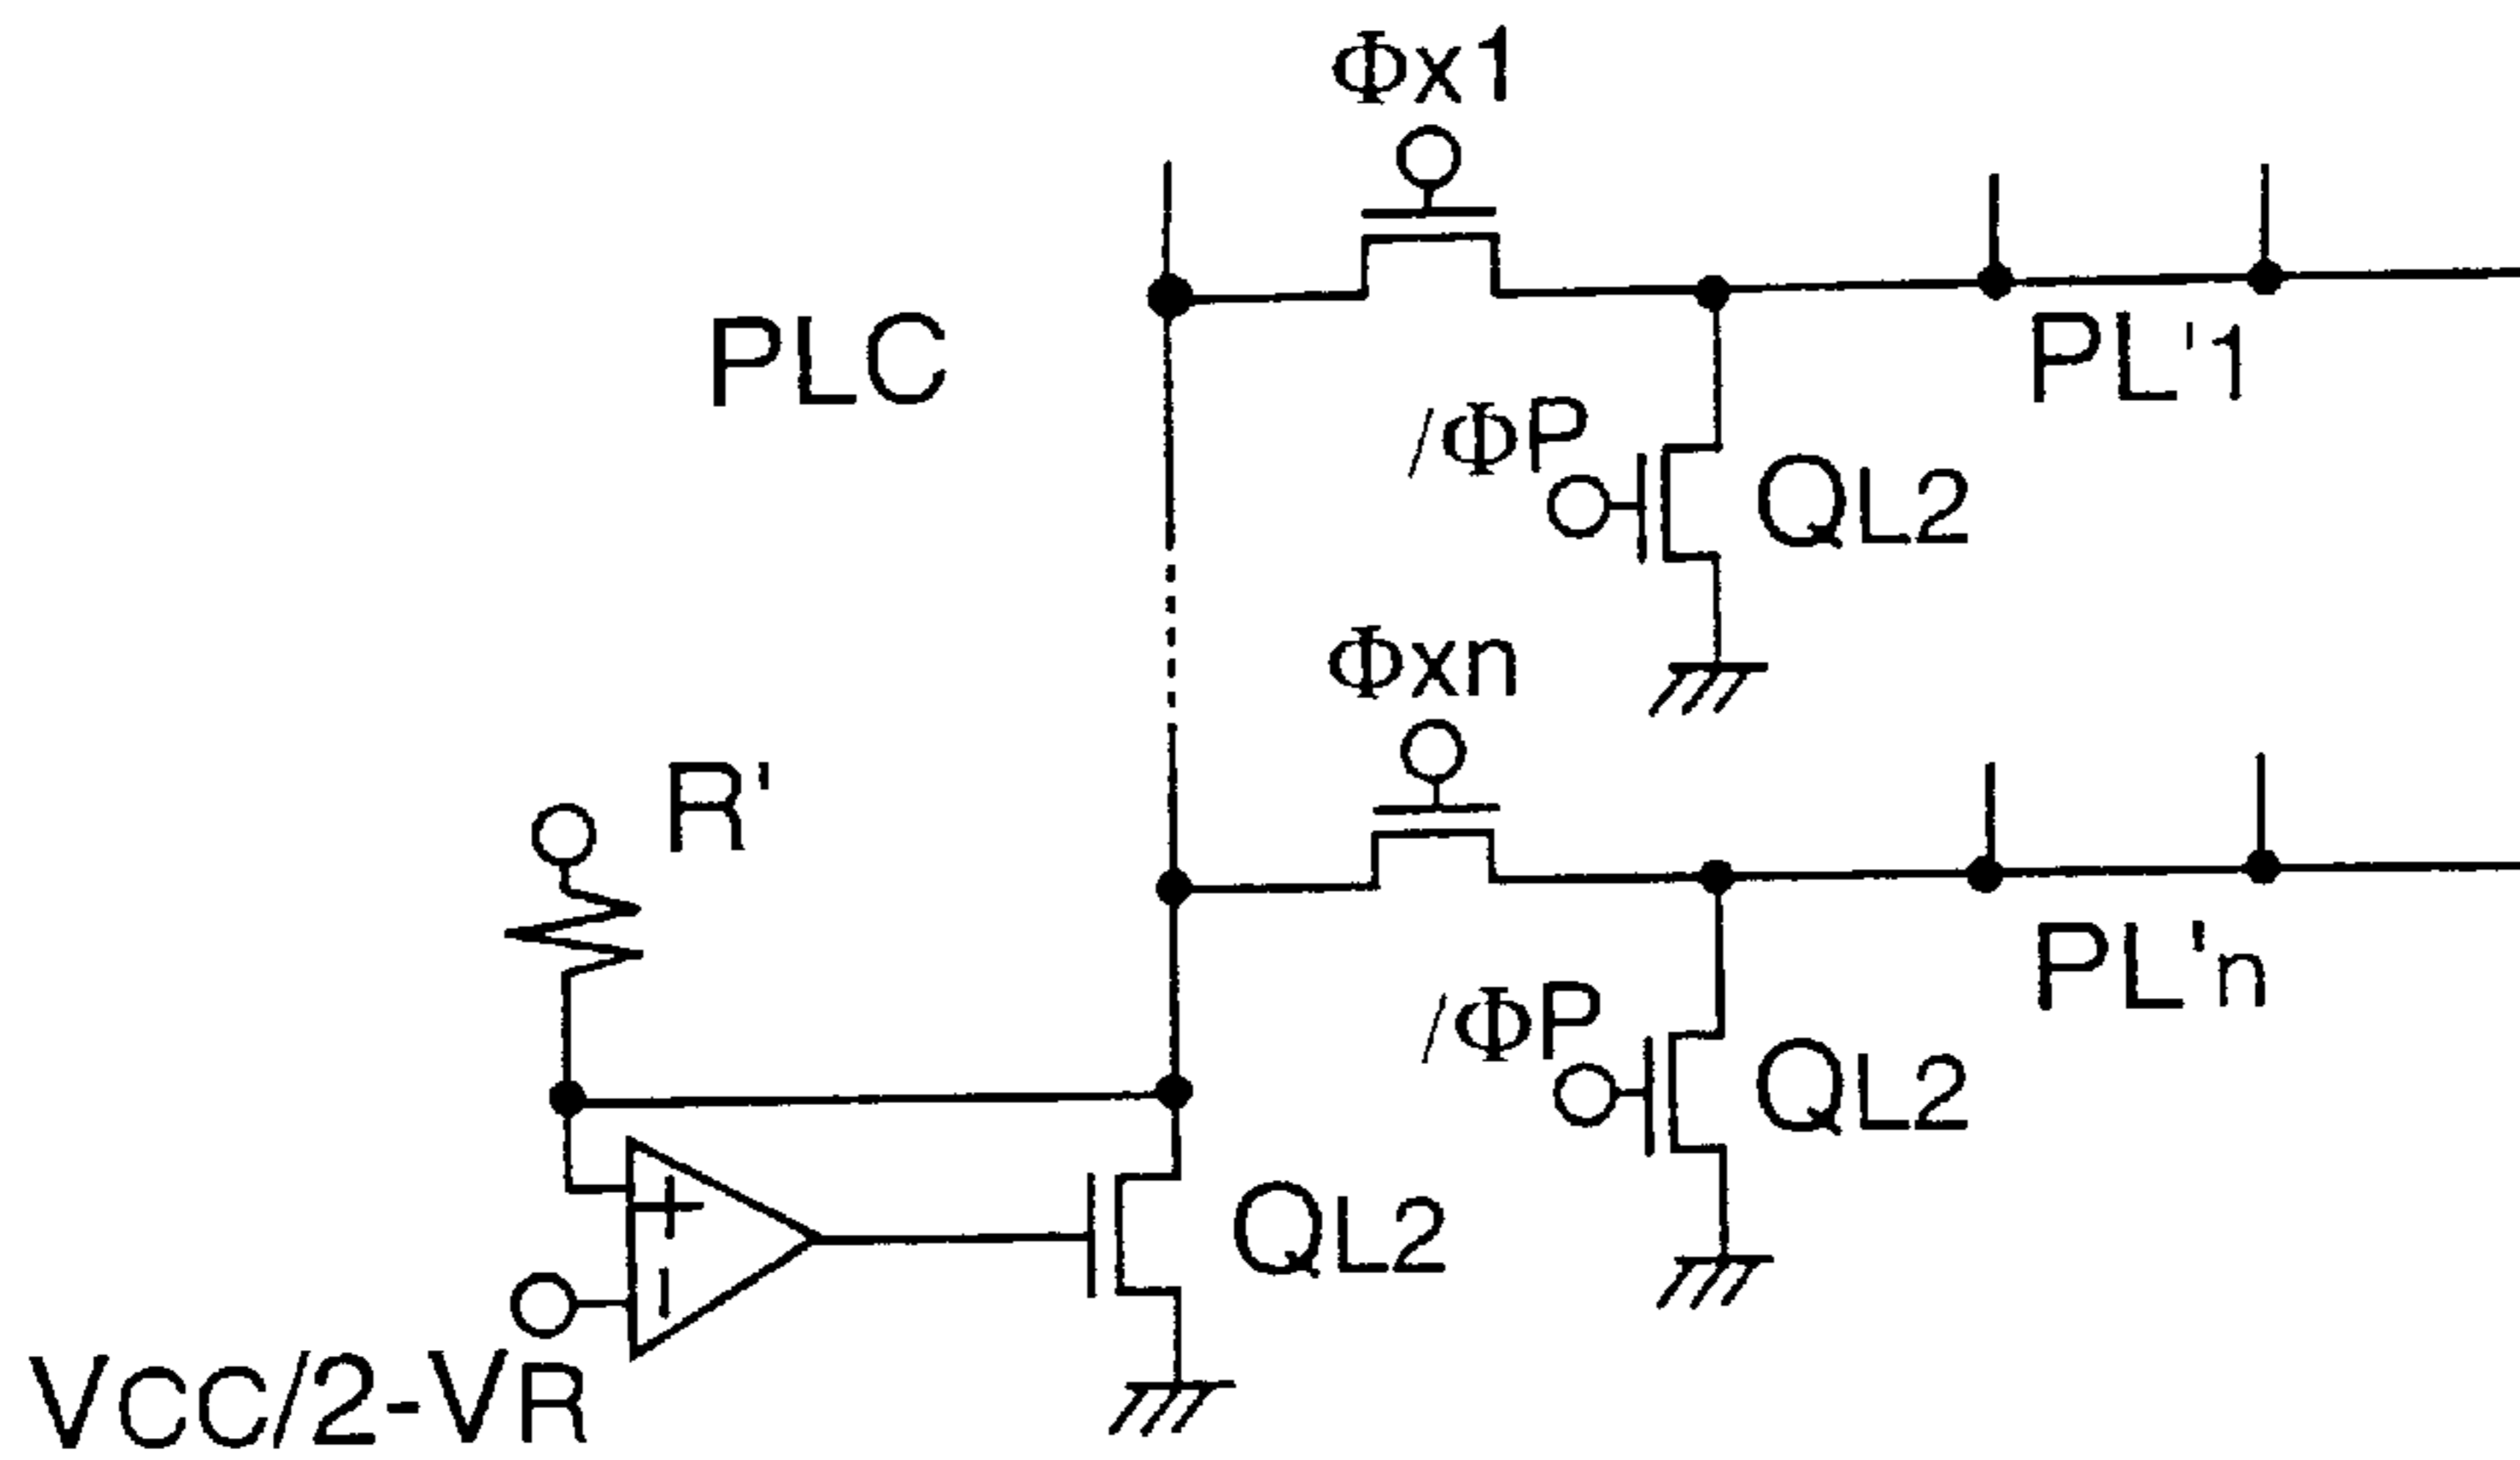 Φx1
PLC
PL'1
/ΦP
QL2
Φxn
R'
PL'n
/ΦP
QL2
+
-
QL2
VCC/2-VR